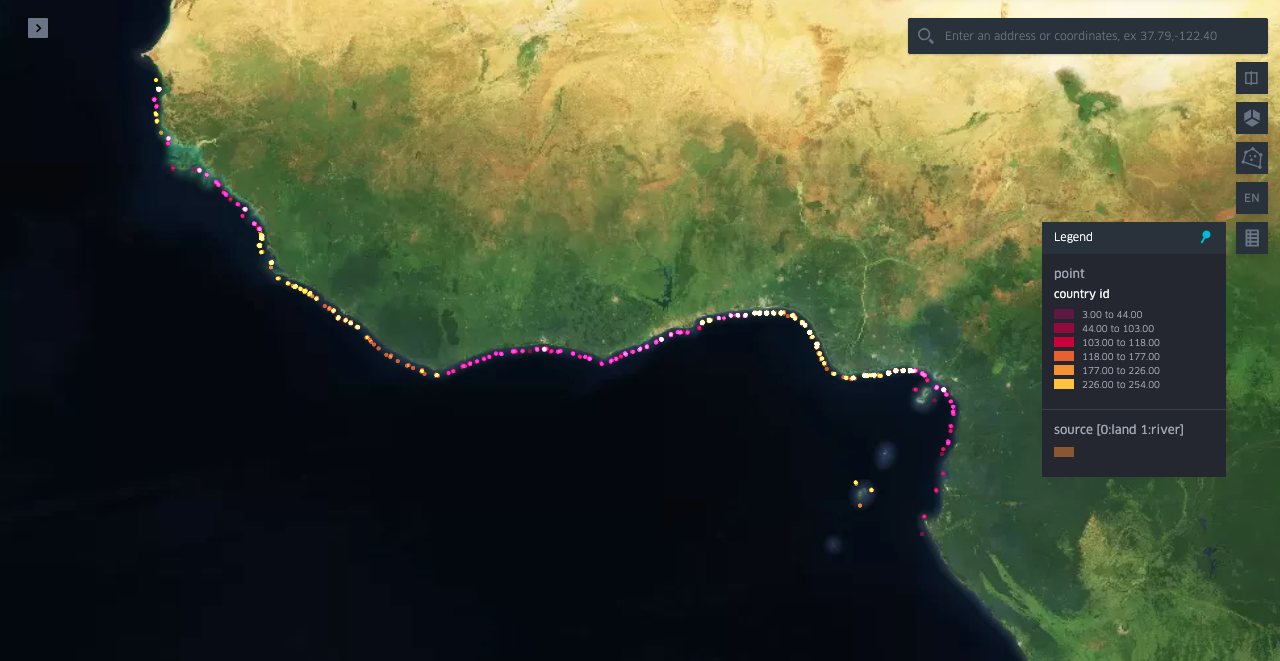 Enter an address or coordinates, ex 37.79,-122.40
EN
Legend
point
country id
3.00 to 44.00
44.00 to 103.00
103.00 to 118.00
118.00 to 177.00
177.00 to 226.00
226.00 to 254.00
source [0:land 1:river]